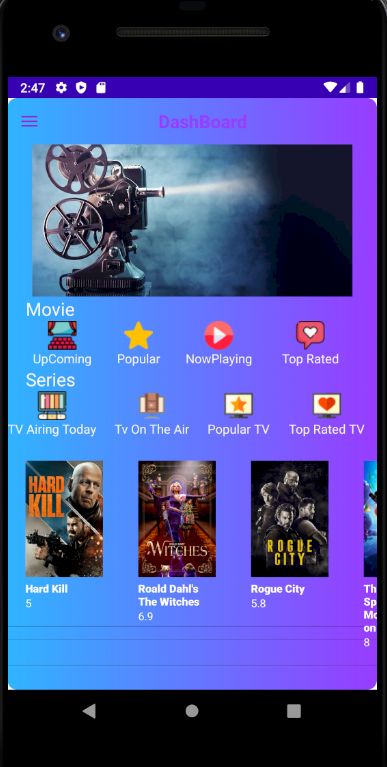 2:47
DashBoard
Movie
UpComing Popular NowPlaying Top Rated
Series
TV Airing Today Tv On The Air Popular TV Top Rated TV
HARD
KILL
WITCHES
ROGUE
CITY
Hard Kill
5
Roald Dahl's
The Witches
6.9
Rogue City
5.8
Th
Sp
Mo
on
8